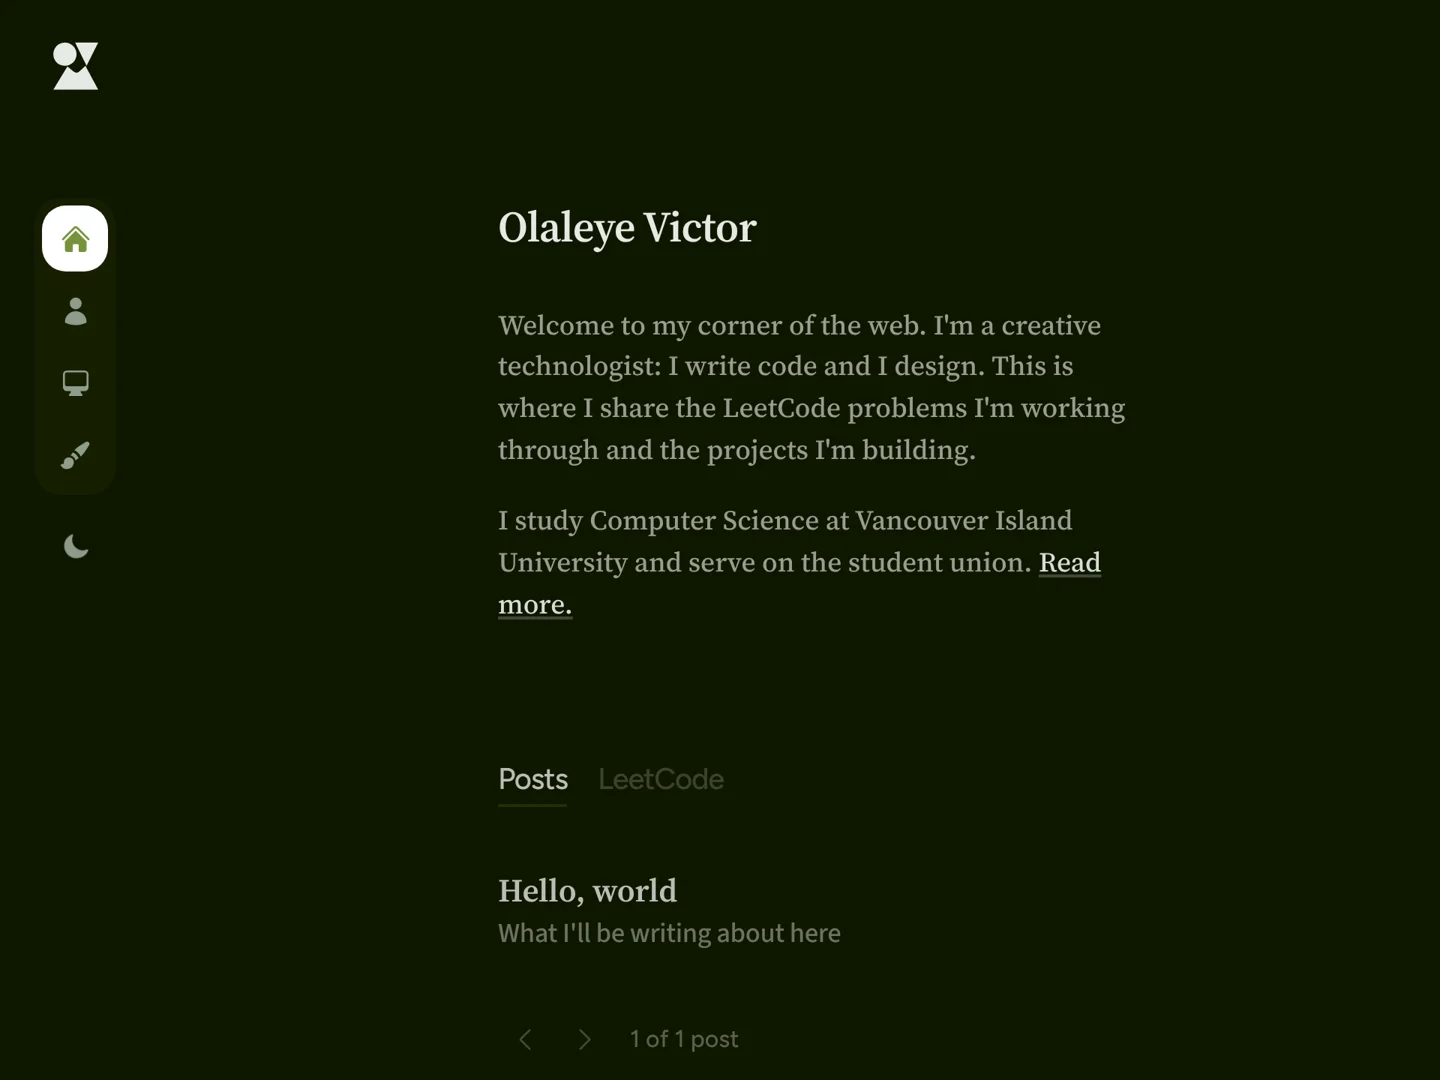 Olaleye Victor
Welcome to my corner of the web. I'm a creative
technologist: I write code and I design. This is
where I share the LeetCode problems I'm working
through and the projects I'm building.
I study Computer Science at Vancouver Island
University and serve on the student union. Read
more.
Posts LeetCode
Hello, world
What I'll be writing about here
1 of 1 post